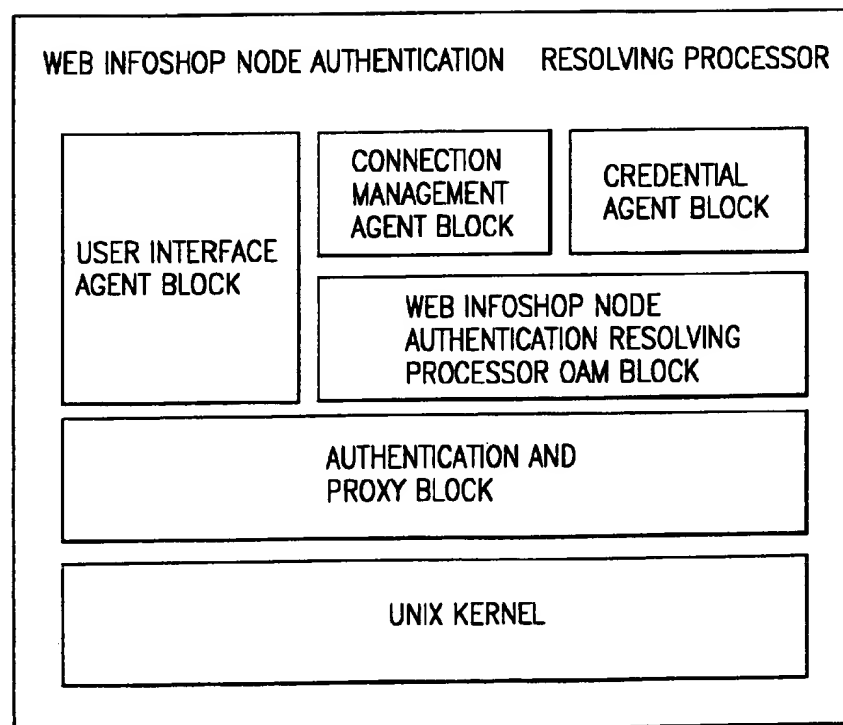 WEB INFOSHOP NODE AUTHENTICATION RESOLVING PROCESSOR
USER INTERFACE
AGENT BLOCK
CONNECTION
MANAGEMENT
AGENT BLOCK
CREDENTIAL
AGENT BLOCK
WEB INFOSHOP NODE
AUTHENTICATION RESOLVING
PROCESSOR OAM BLOCK
AUTHENTICATION AND
PROXY BLOCK
UNIX KERNEL